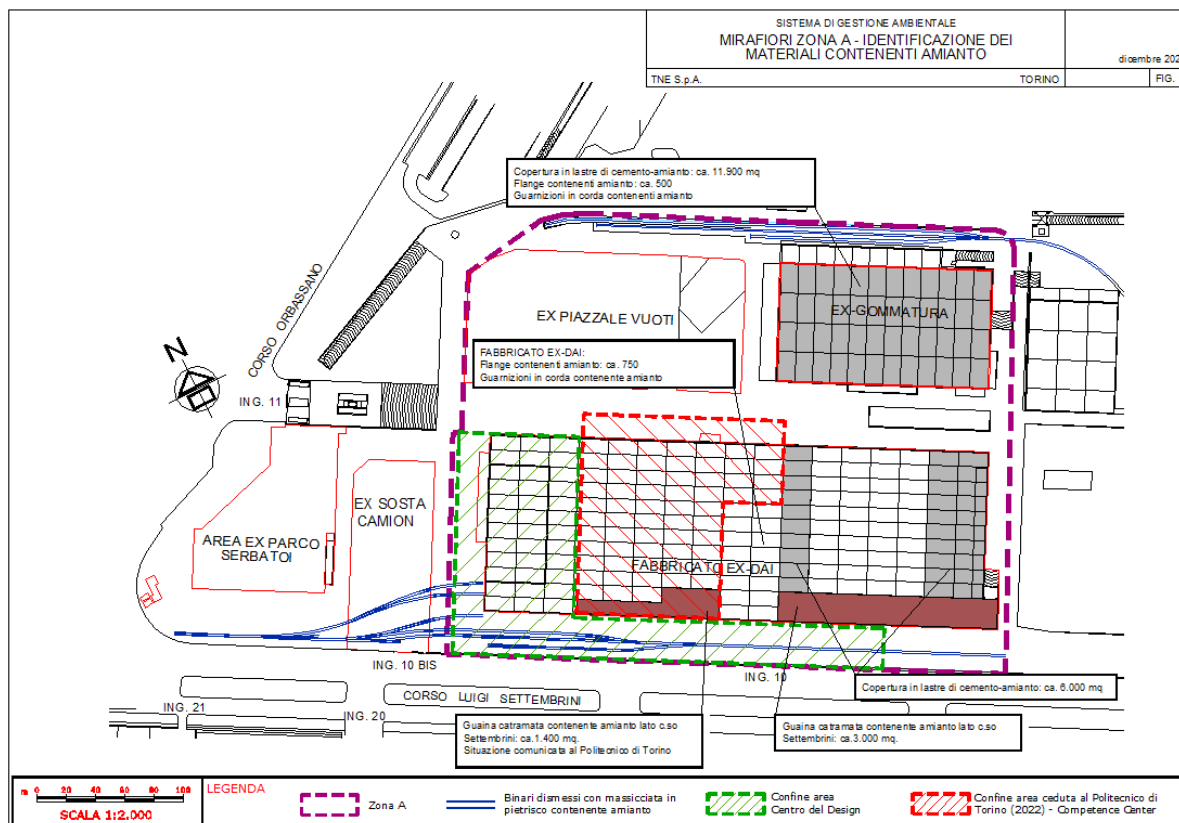 SISTEMA DI GESTIONE AMBIENTALE
MIRAFIORI ZONA A - IDENTIFICAZIONE DEI
MATERIALI CONTENENTI AMIANTO
dicembre 202
TNE S.p.A.
TORINO
FIG.
Copertura in lastre di cemento-amianto: ca. 11.900 mq
Flange contenenti amianto: ca. 500
Guarnizioni in corda contenenti amianto
CORSO ORBASSANO
EX PIAZZALE VUOTI
EX-GOMMATURA
FABBRICATO EX-DAI:
Flange contenenti amianto: ca. 750
Guarnizioni in corda contenente amianto
N
ING. 11
EX SOSTA
CAMION
AREA EX PARCO
SERBATOI
FABBRICATO EX-DAI
ING. 10 BIS
ING. 10
Copertura in lastre di cemento-amianto: ca. 6.000 mq
CORSO LUIGI SETTEMBRINI
ING. 21
ING. 20
Guaina catramata contenente amianto lato c.so
Settembrini: ca.1.400 mq.
Situazione comunicata al Politecnico di Torino
Guaina catramata contenente amianto lato c.so
Settembrini: ca.3.000 mq.
m 0 20 40 60 80 100
SCALA 1:2.000
LEGENDA
Zona A
Binari dismessi con massicciata in
pietrisco contenente amianto
Confine area
Centro del Design
Confine area ceduta al Politecnico di
Torino (2022) - Competence Center